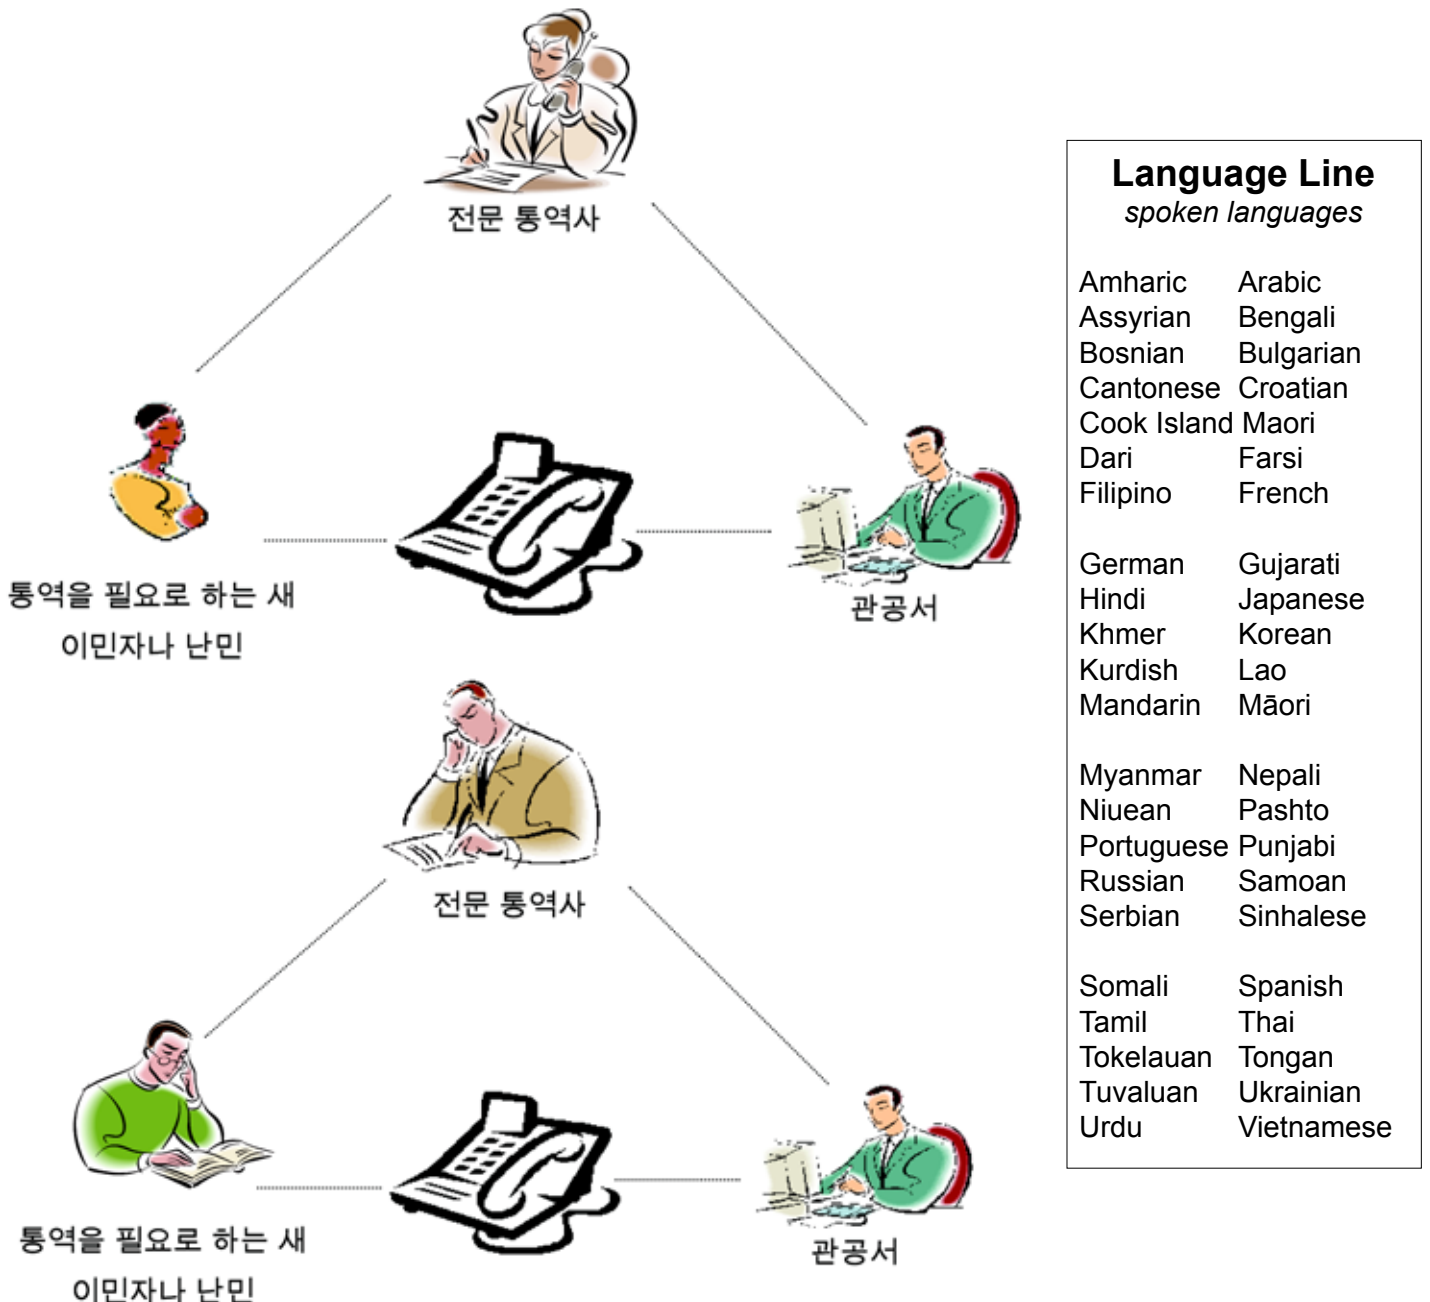 전문 통역사
통역을 필요로 하는 새
이민자나 난민
관공서
전문 통역사
통역을 필요로 하는 새
이민자나 난민
관공서
Language Line
spoken languages
Amharic Arabic
Assyrian Bengali
Bosnian Bulgarian
Cantonese Croatian
Cook Island Maori
Dari Farsi
Filipino French
German Gujarati
Hindi Japanese
Khmer Korean
Kurdish Lao
Mandarin Māori
Myanmar Nepali
Niuean Pashto
Portuguese Punjabi
Russian Samoan
Serbian Sinhalese
Somali Spanish
Tamil Thai
Tokelauan Tongan
Tuvaluan Ukrainian
Urdu Vietnamese